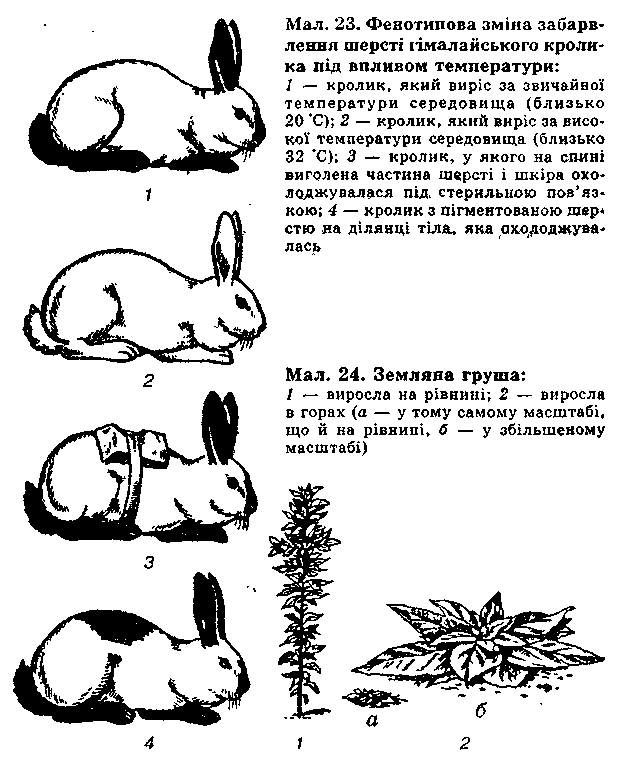 Мал. 23. Фенотипова зміна забарв-
лення шерсті гімалайського кроли-
ка під впливом температури:
1 — кролик, який виріс за звичайної
температури середовища (близько
20 °С); 2 — кролик, який виріс за висо-
кої температури середовища (близько
32 °С); 3 — кролик, у якого на спині
виголена частина шерсті і шкіра охо-
лоджувалася під стерильною пов'яз-
кою; 4 — кролик з пігментованою шер-
стю на ділянці тіла, яка охолоджува-
лась
1
2
Мал. 24. Земляна груша:
1 — виросла на рівнині; 2 — виросла
в горах (а — у тому самому масштабі,
що й на рівнині, б — у збільшеному
масштабі)
3
4
а
б
1
2